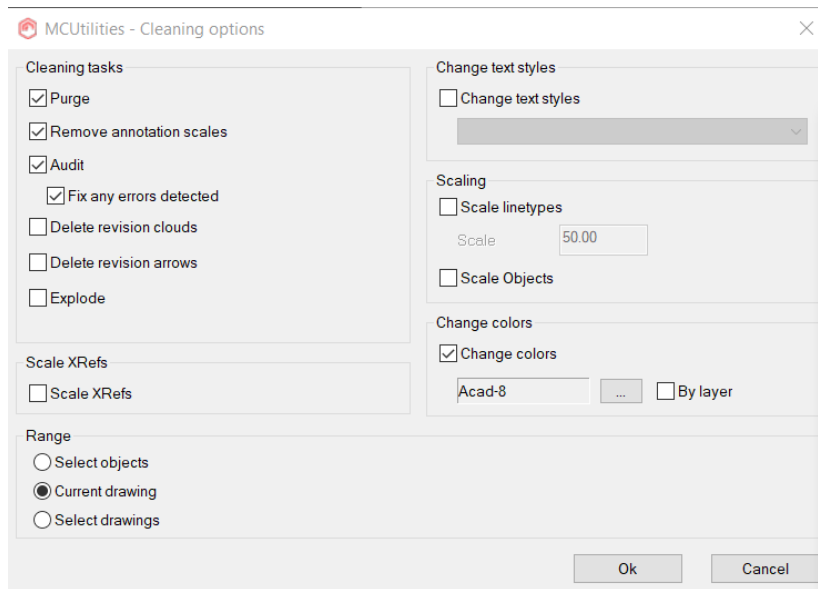 MCUtilities - Cleaning options
Cleaning tasks
Purge
Remove annotation scales
Audit
Fix any errors detected
Delete revision clouds
Delete revision arrows
Explode
Scale XRefs
Scale XRefs
Change text styles
Change text styles
Scaling
Scale linetypes
Scale 50.00
Scale Objects
Change colors
Change colors
Acad-8 ... By layer
Range
Select objects
Current drawing
Select drawings
Ok Cancel